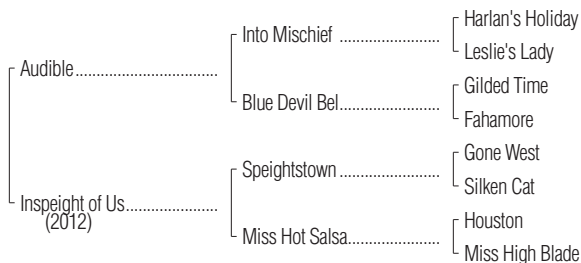 Harlan's Holiday
Into Mischief
Leslie's Lady
Audible
Gilded Time
Blue Devil Bel
Fahamore
Gone West
Speightstown
Silken Cat
Inspeight of Us
(2012)
Houston
Miss Hot Salsa
Miss High Blade